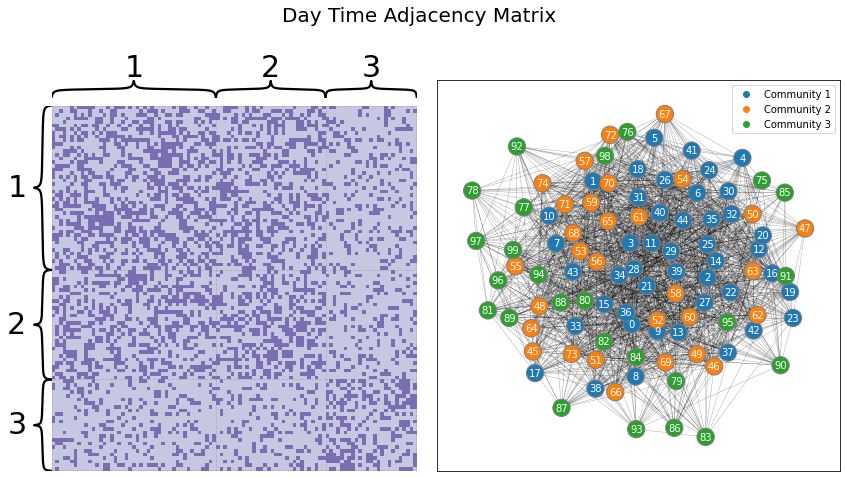 Day Time Adjacency Matrix
1 2 3
1
2
3
Community 1
Community 2
Community 3
67
72 76 5
92 41
57 98 4
18 24
74 1 70 26 54 75
78 6 30 85
71 59 31
77 10 61 40 44 35 32 50
65 47
68 20
97 7 3 11 25 12
99 53 29
55 56 14
94 43 34 28 39 63 16 91
96 2
21
88 80 58 22 19
48 15 27
81 89 36 60 62 23
64 33 0 52 95
9 13 42
82
45 73 84 49 37
51 69 46 90
17 8 79
38 66
87
93 86
83